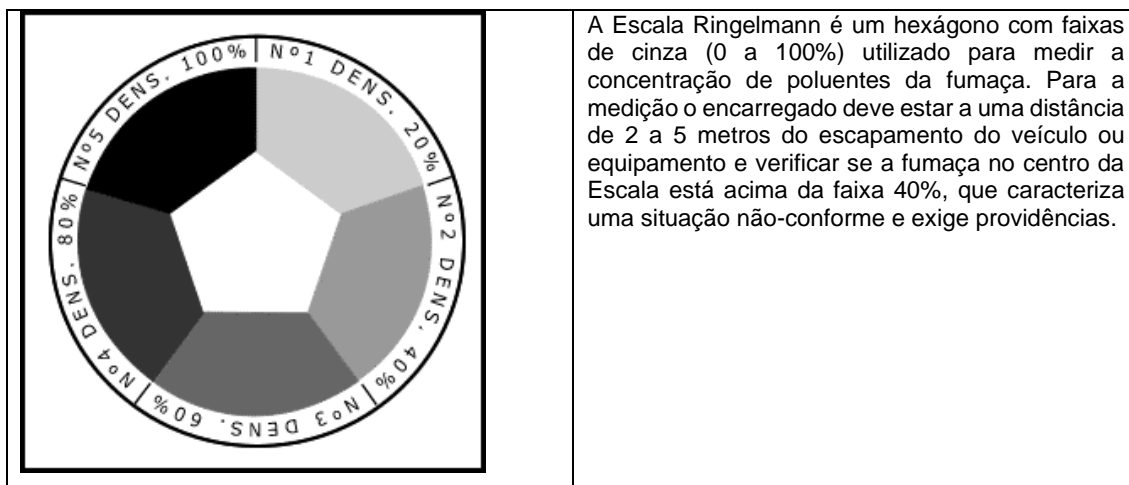 Nº1 DENS. 20%
Nº2 DENS. 40%
Nº3 DENS. 60%
Nº4 DENS. 80%
Nº5 DENS. 100%
A Escala Ringelmann é um hexágono com faixas
de cinza (0 a 100%) utilizado para medir a
concentração de poluentes da fumaça. Para a
medição o encarregado deve estar a uma distância
de 2 a 5 metros do escapamento do veículo ou
equipamento e verificar se a fumaça no centro da
Escala está acima da faixa 40%, que caracteriza
uma situação não-conforme e exige providências.